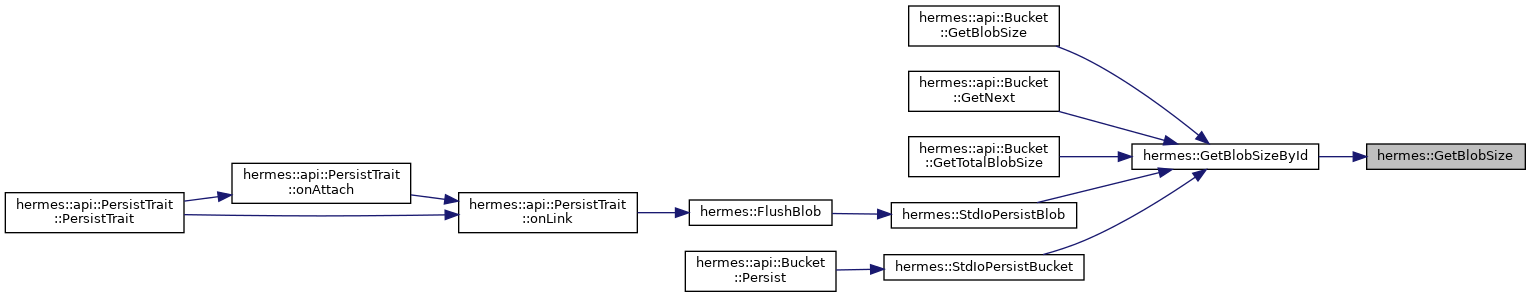 hermes::api::Bucket
::GetBlobSize
hermes::api::Bucket
::GetNext
hermes::api::Bucket
::GetTotalBlobSize
hermes::GetBlobSizeById
hermes::GetBlobSize
hermes::api::PersistTrait
::onAttach
hermes::api::PersistTrait
::PersistTrait
hermes::api::PersistTrait
::onLink
hermes::FlushBlob
hermes::StdIoPersistBlob
hermes::api::Bucket
::Persist
hermes::StdIoPersistBucket